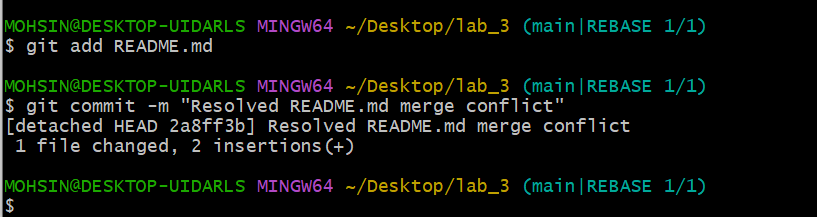 MOHSIN@DESKTOP-UIDARLS MINGW64 ~/Desktop/lab_3 (main|REBASE 1/1)
$ git add README.md
MOHSIN@DESKTOP-UIDARLS MINGW64 ~/Desktop/lab_3 (main|REBASE 1/1)
$ git commit -m "Resolved README.md merge conflict"
[detached HEAD 2a8ff3b] Resolved README.md merge conflict
 1 file changed, 2 insertions(+)
MOHSIN@DESKTOP-UIDARLS MINGW64 ~/Desktop/lab_3 (main|REBASE 1/1)
$